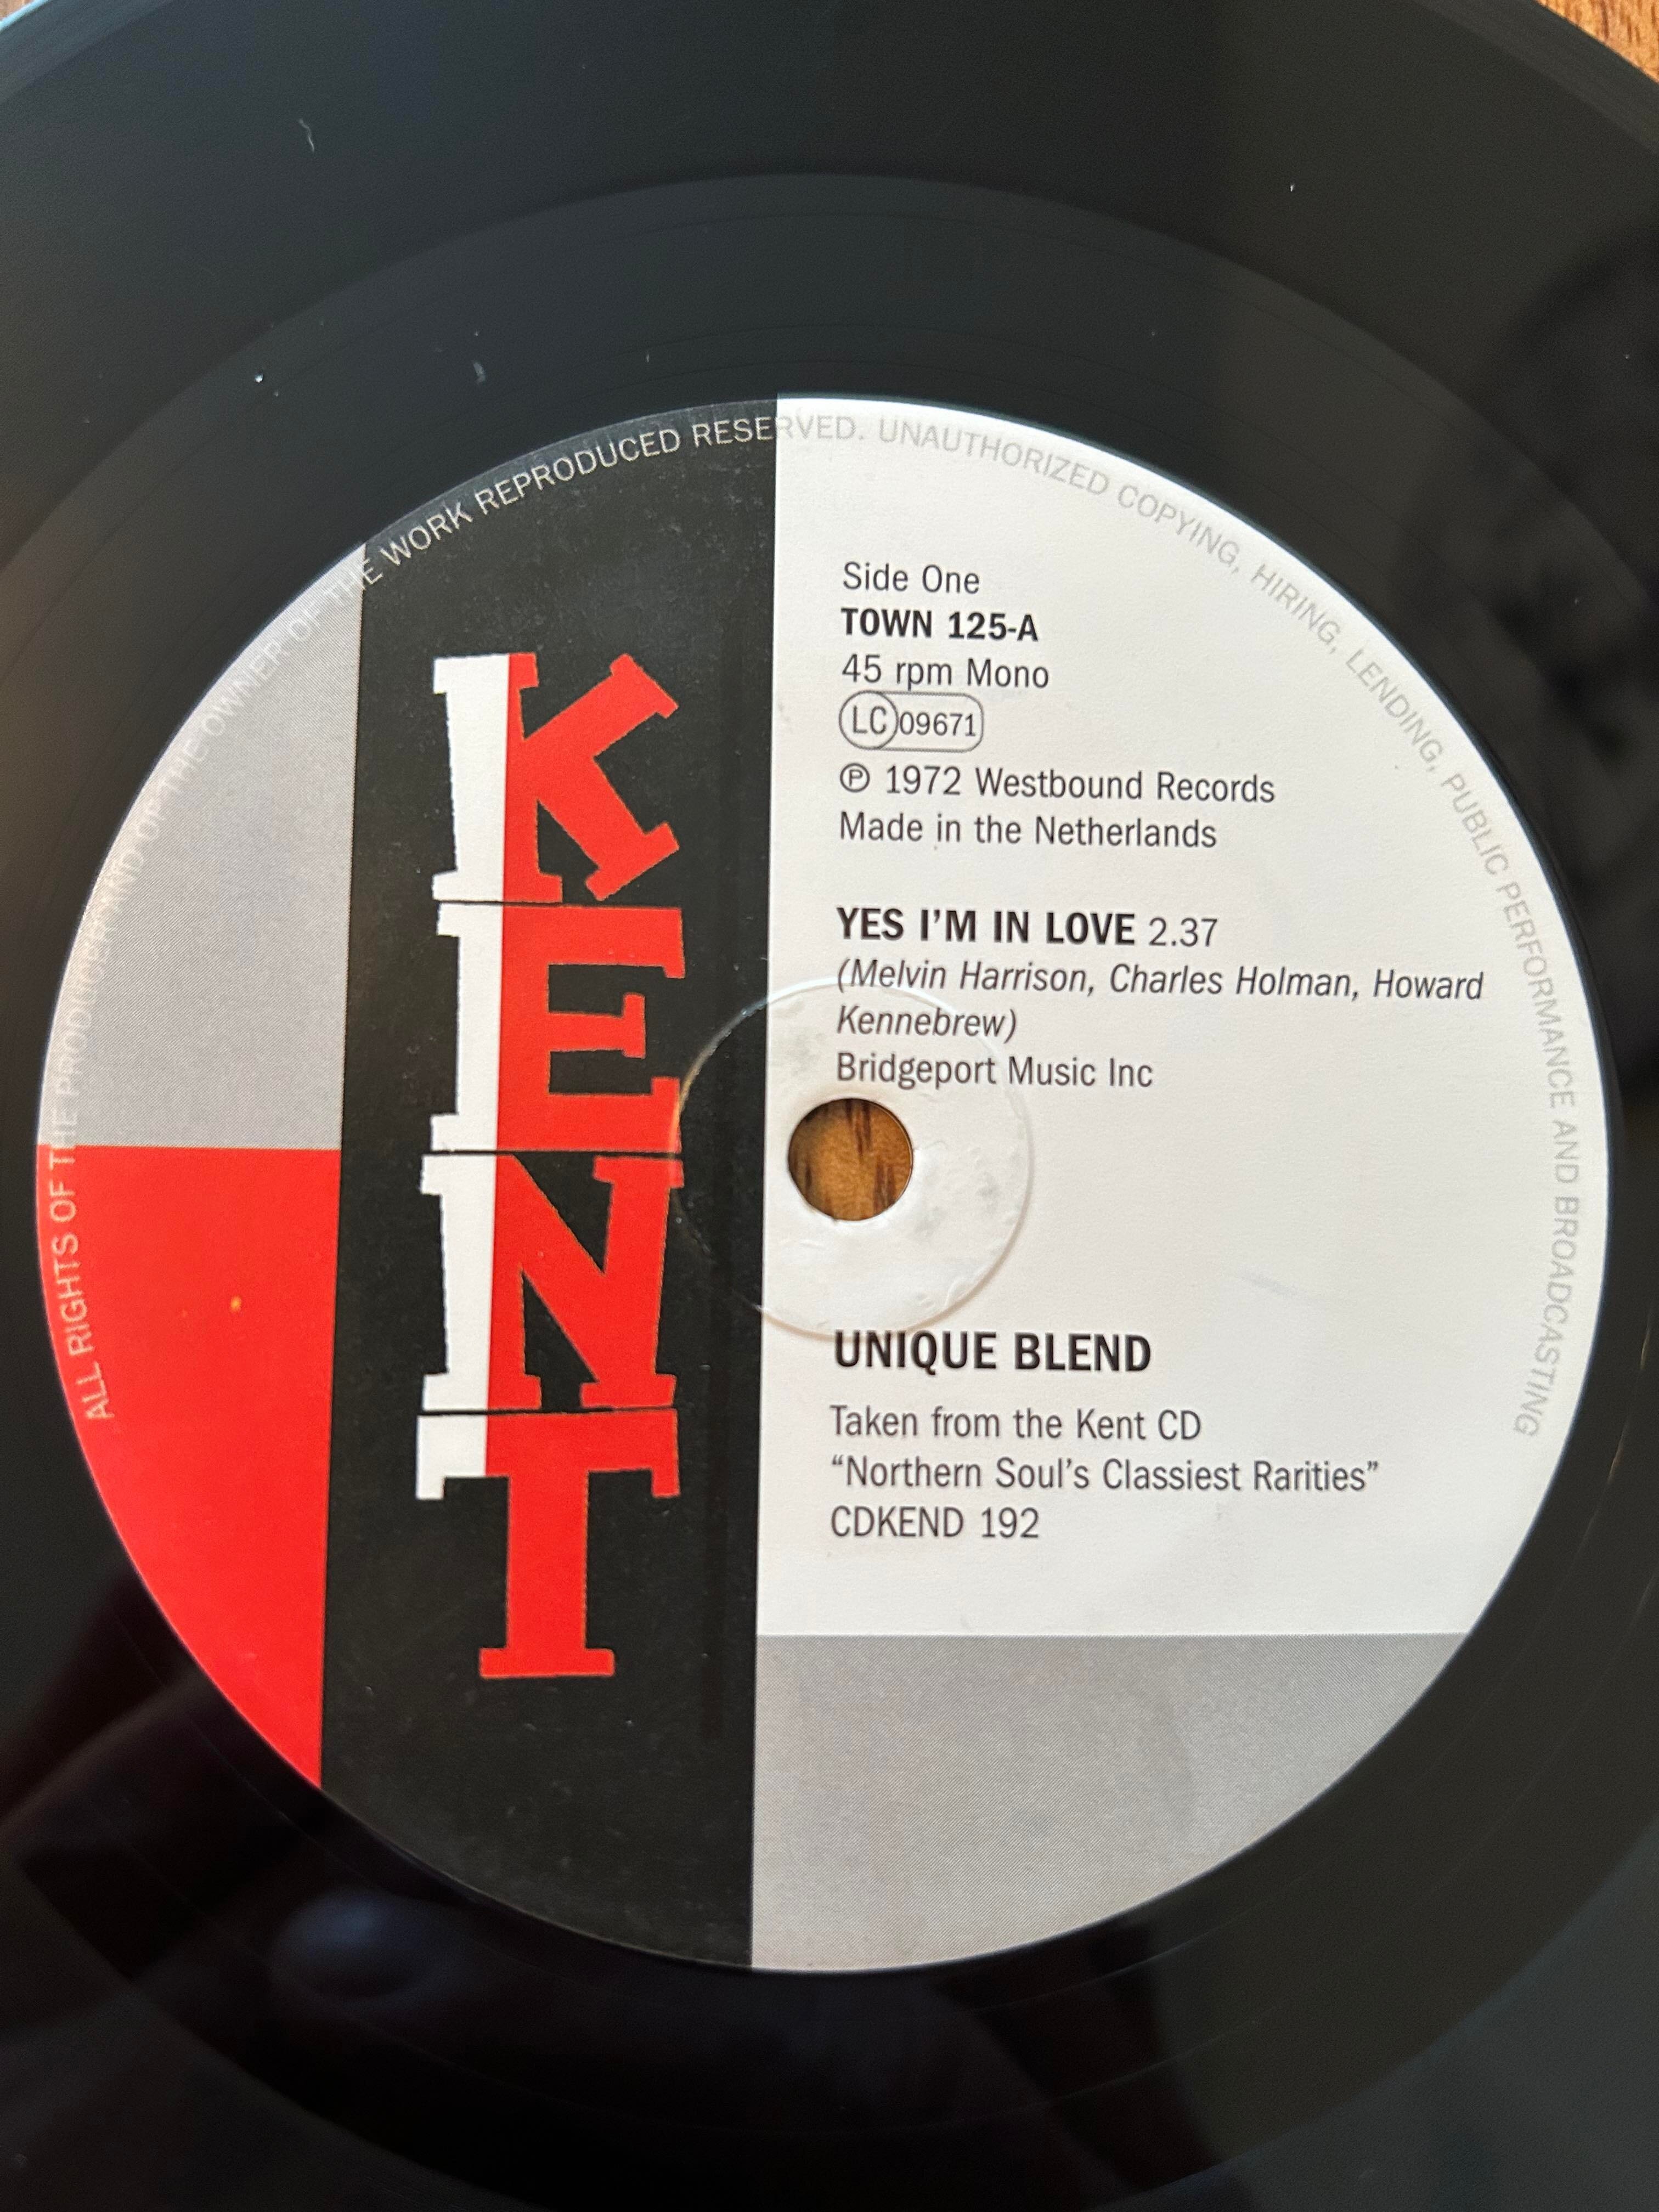 KENT
Side One
TOWN 125-A
45 rpm Mono
LC 09671
℗ 1972 Westbound Records
Made in the Netherlands
YES I'M IN LOVE 2.37
(Melvin Harrison, Charles Holman, Howard
Kennebrew)
Bridgeport Music Inc
UNIQUE BLEND
Taken from the Kent CD
“Northern Soul's Classiest Rarities”
CDKEND 192
ALL RIGHTS OF THE PRODUCER AND OF THE OWNER OF THE WORK REPRODUCED RESERVED. UNAUTHORIZED COPYING, HIRING, LENDING, PUBLIC PERFORMANCE AND BROADCASTING